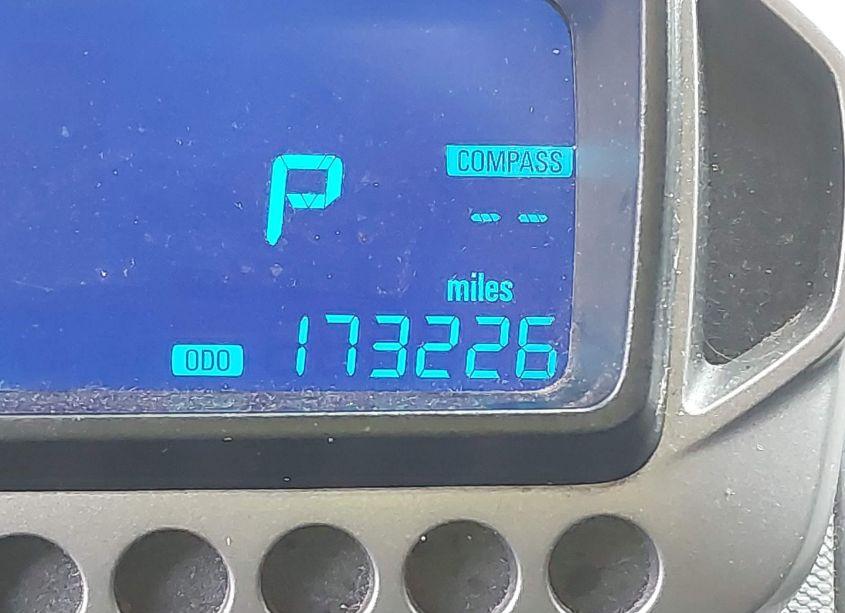 P
COMPASS
--
miles
ODO 173226